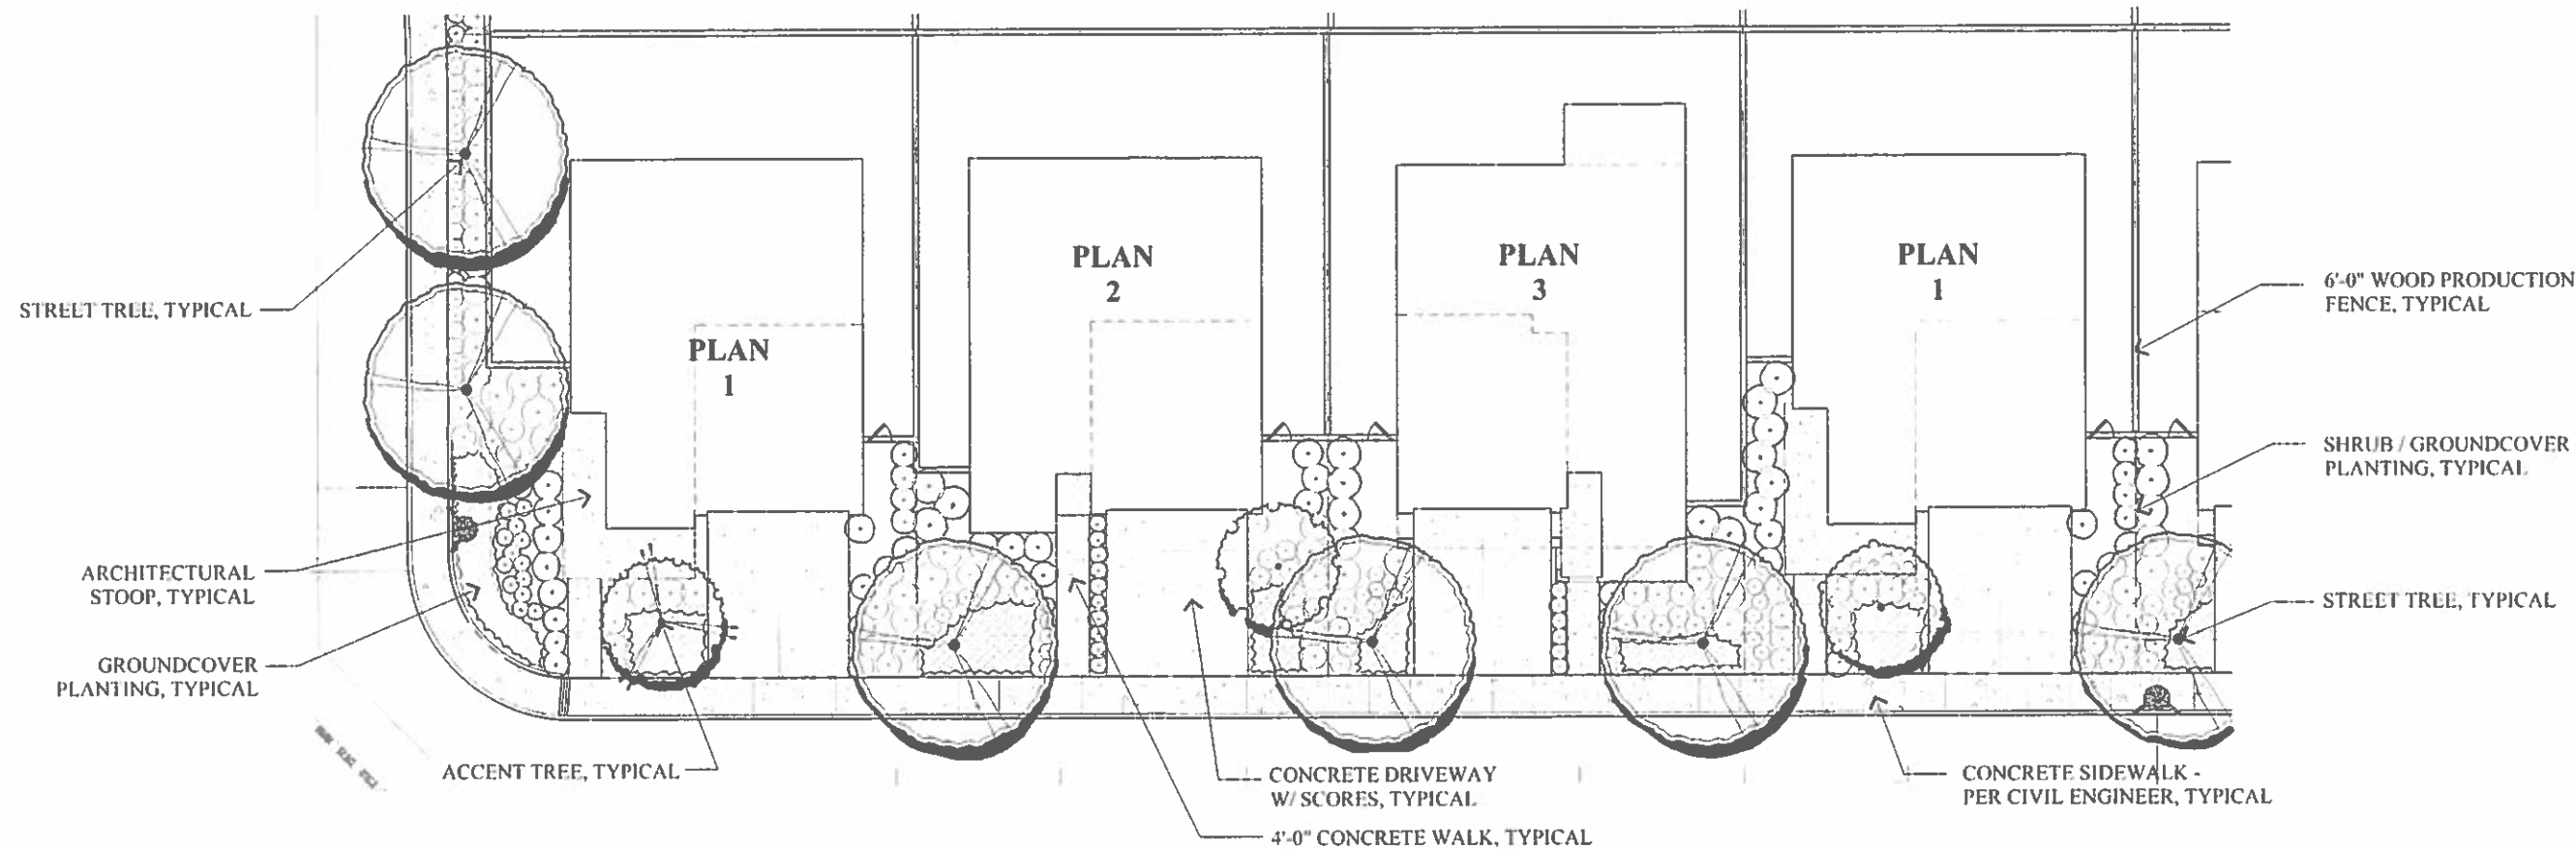 PLAN
1
PLAN
2
PLAN
3
PLAN
1
STREET TREE, TYPICAL
ARCHITECTURAL
STOOP, TYPICAL
GROUNDCOVER
PLANTING, TYPICAL
ACCENT TREE, TYPICAL
CONCRETE DRIVEWAY
W/ SCORES, TYPICAL
4'-0" CONCRETE WALK, TYPICAL
CONCRETE SIDEWALK -
PER CIVIL ENGINEER, TYPICAL
6'-0" WOOD PRODUCTION
FENCE, TYPICAL
SHRUB / GROUNDCOVER
PLANTING, TYPICAL
STREET TREE, TYPICAL